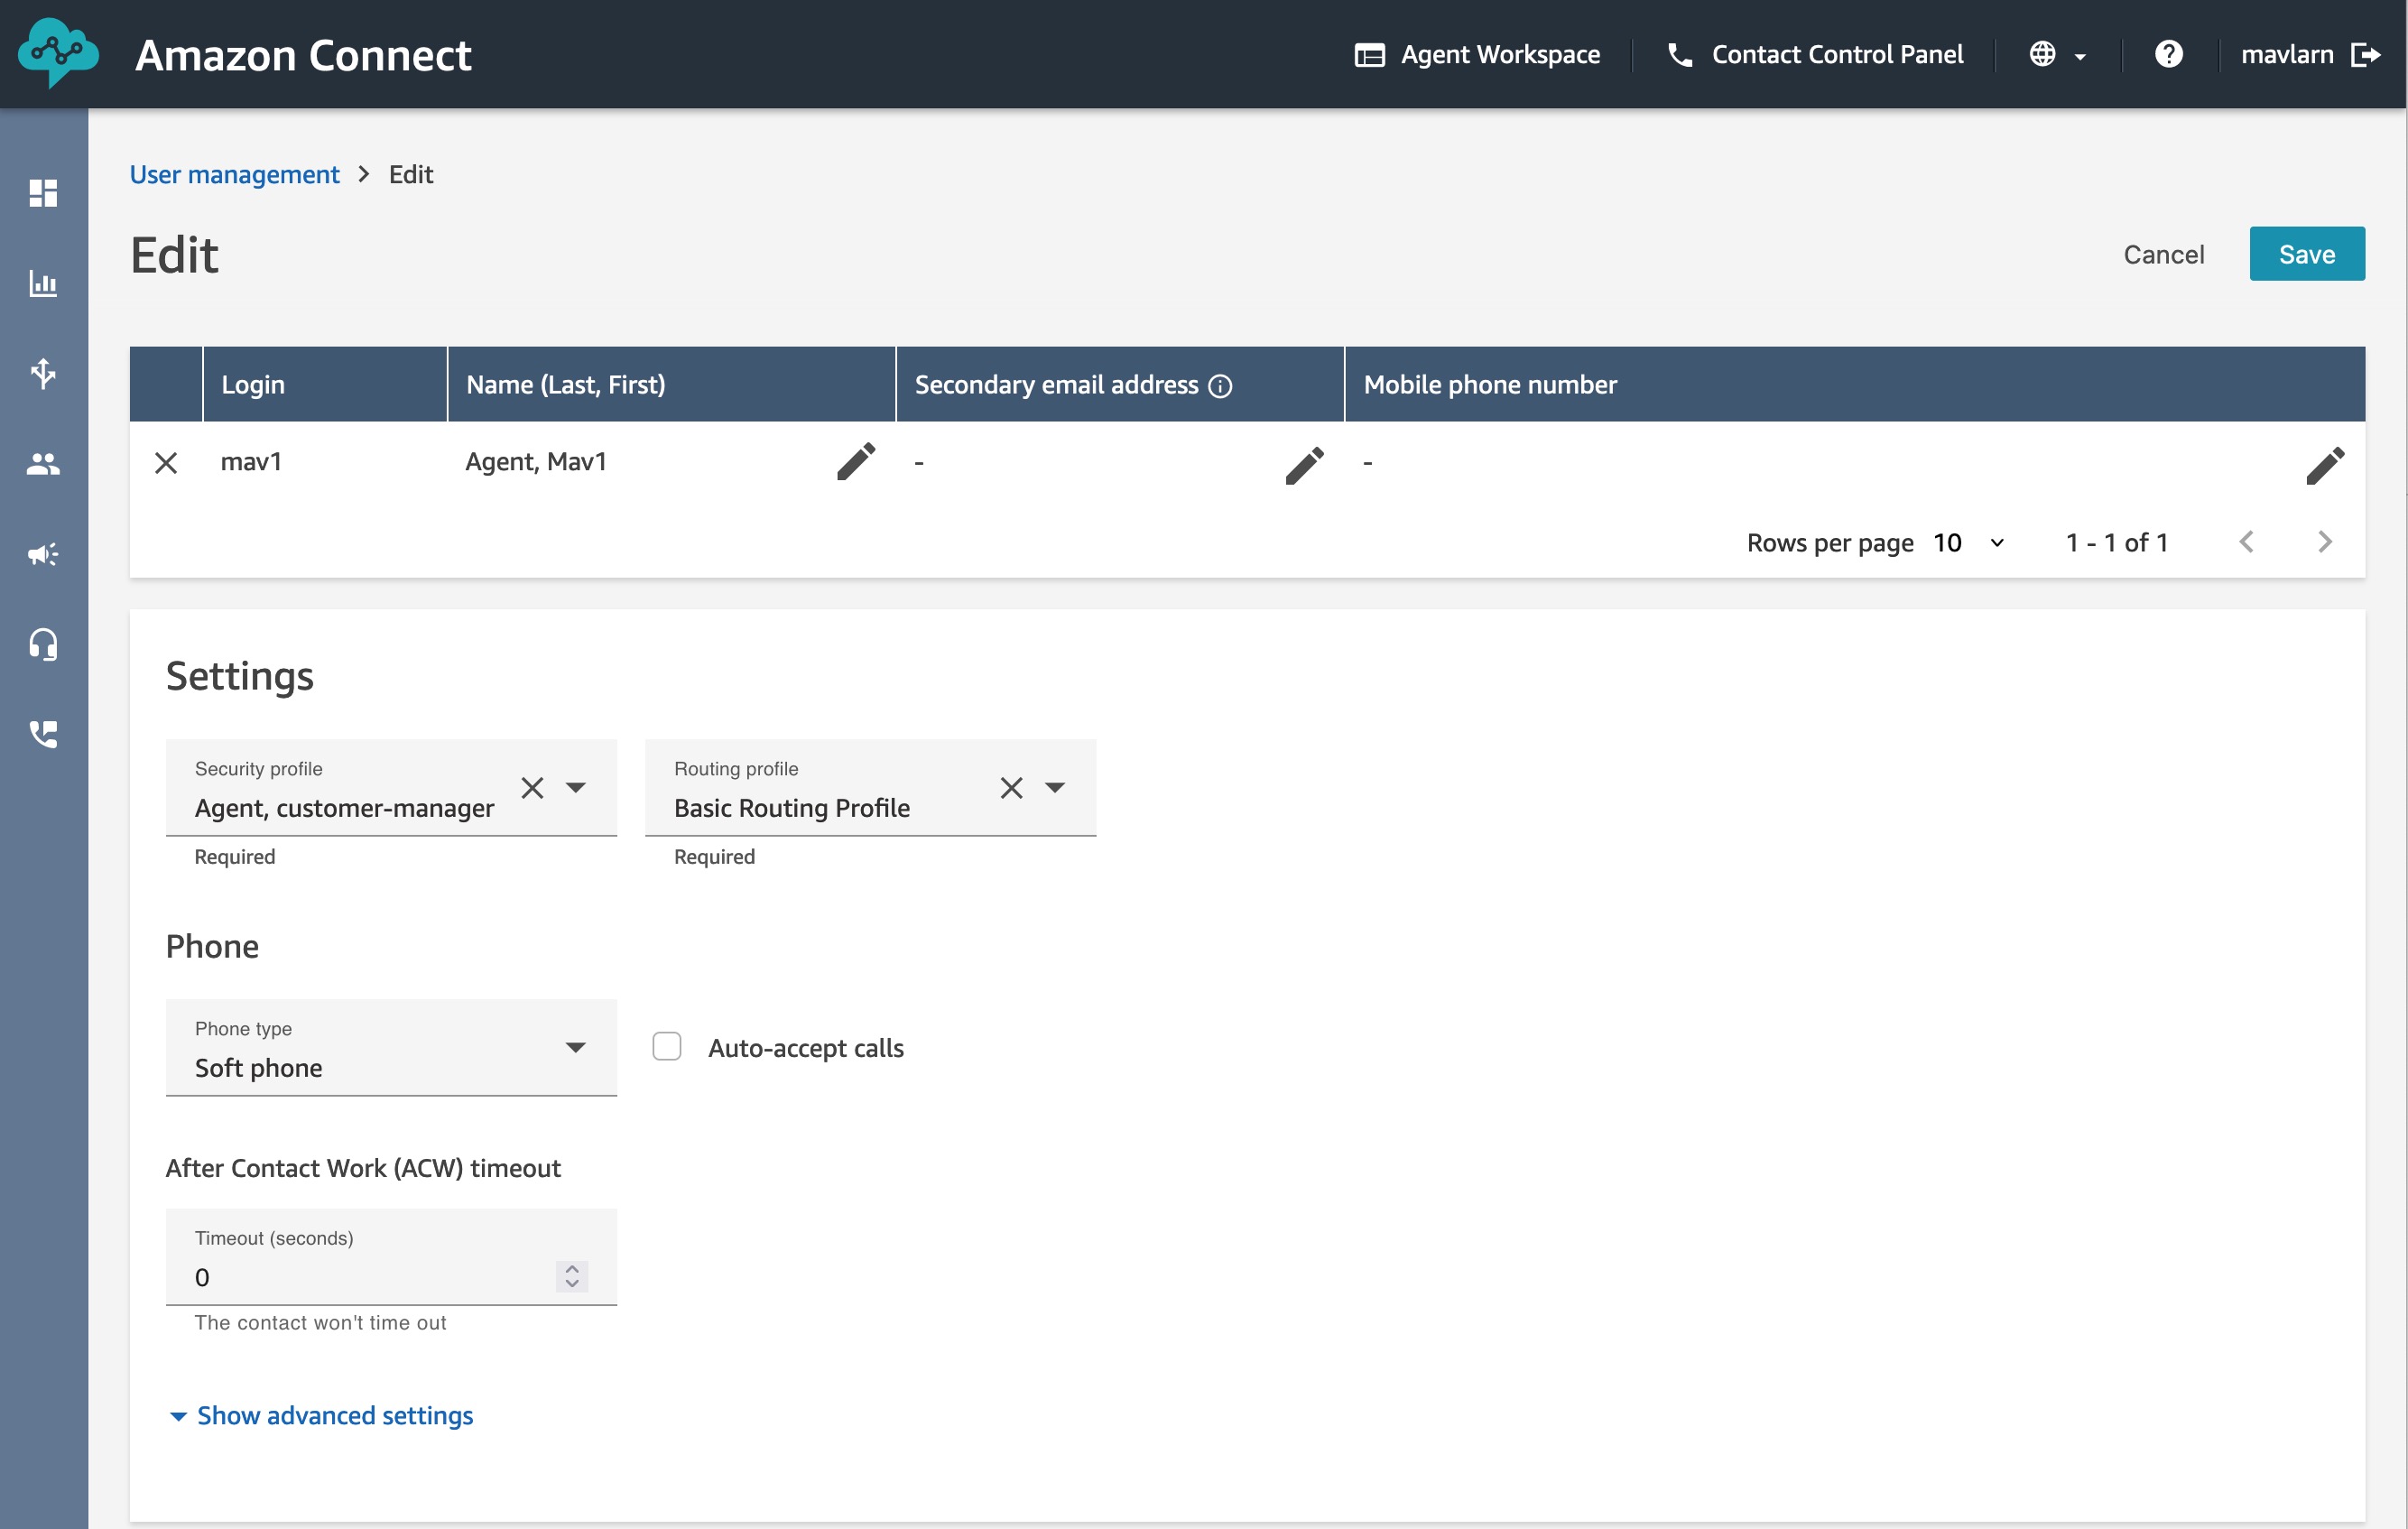 Amazon Connect
Agent Workspace
Contact Control Panel
mavlarn
User management > Edit
Edit
Cancel
Save
Login
Name (Last, First)
Secondary email address
Mobile phone number
mav1
Agent, Mav1
-
-
Rows per page 10
1 - 1 of 1
Settings
Security profile
Agent, customer-manager
Required
Routing profile
Basic Routing Profile
Required
Phone
Phone type
Soft phone
Auto-accept calls
After Contact Work (ACW) timeout
Timeout (seconds)
0
The contact won't time out
Show advanced settings